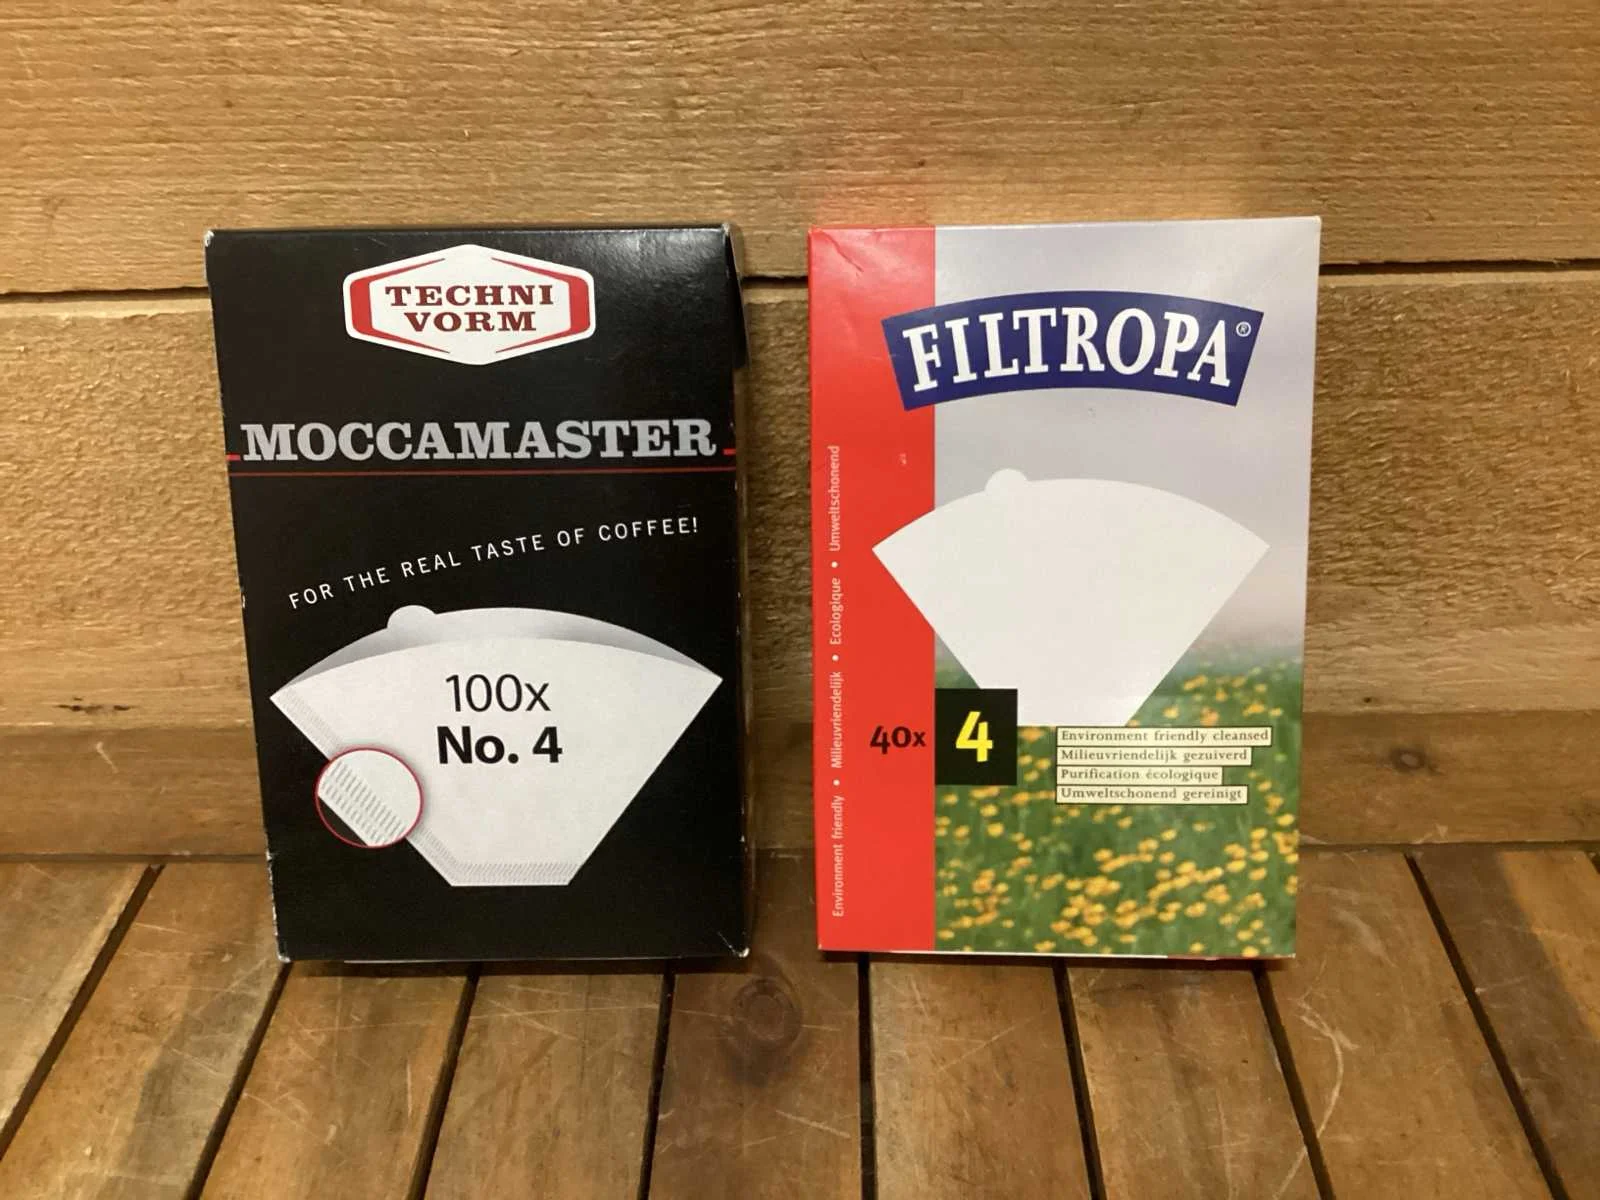 TECHNI
VORM
MOCCAMASTER
FOR THE REAL TASTE OF COFFEE!
100x
No. 4
FILTROPA®
Environment friendly • Milieuvriendelijk • Ecologique • Umweltschonend
40x
4
Environment friendly cleansed
Milieuvriendelijk gezuiverd
Purification écologique
Umweltschonend gereinigt